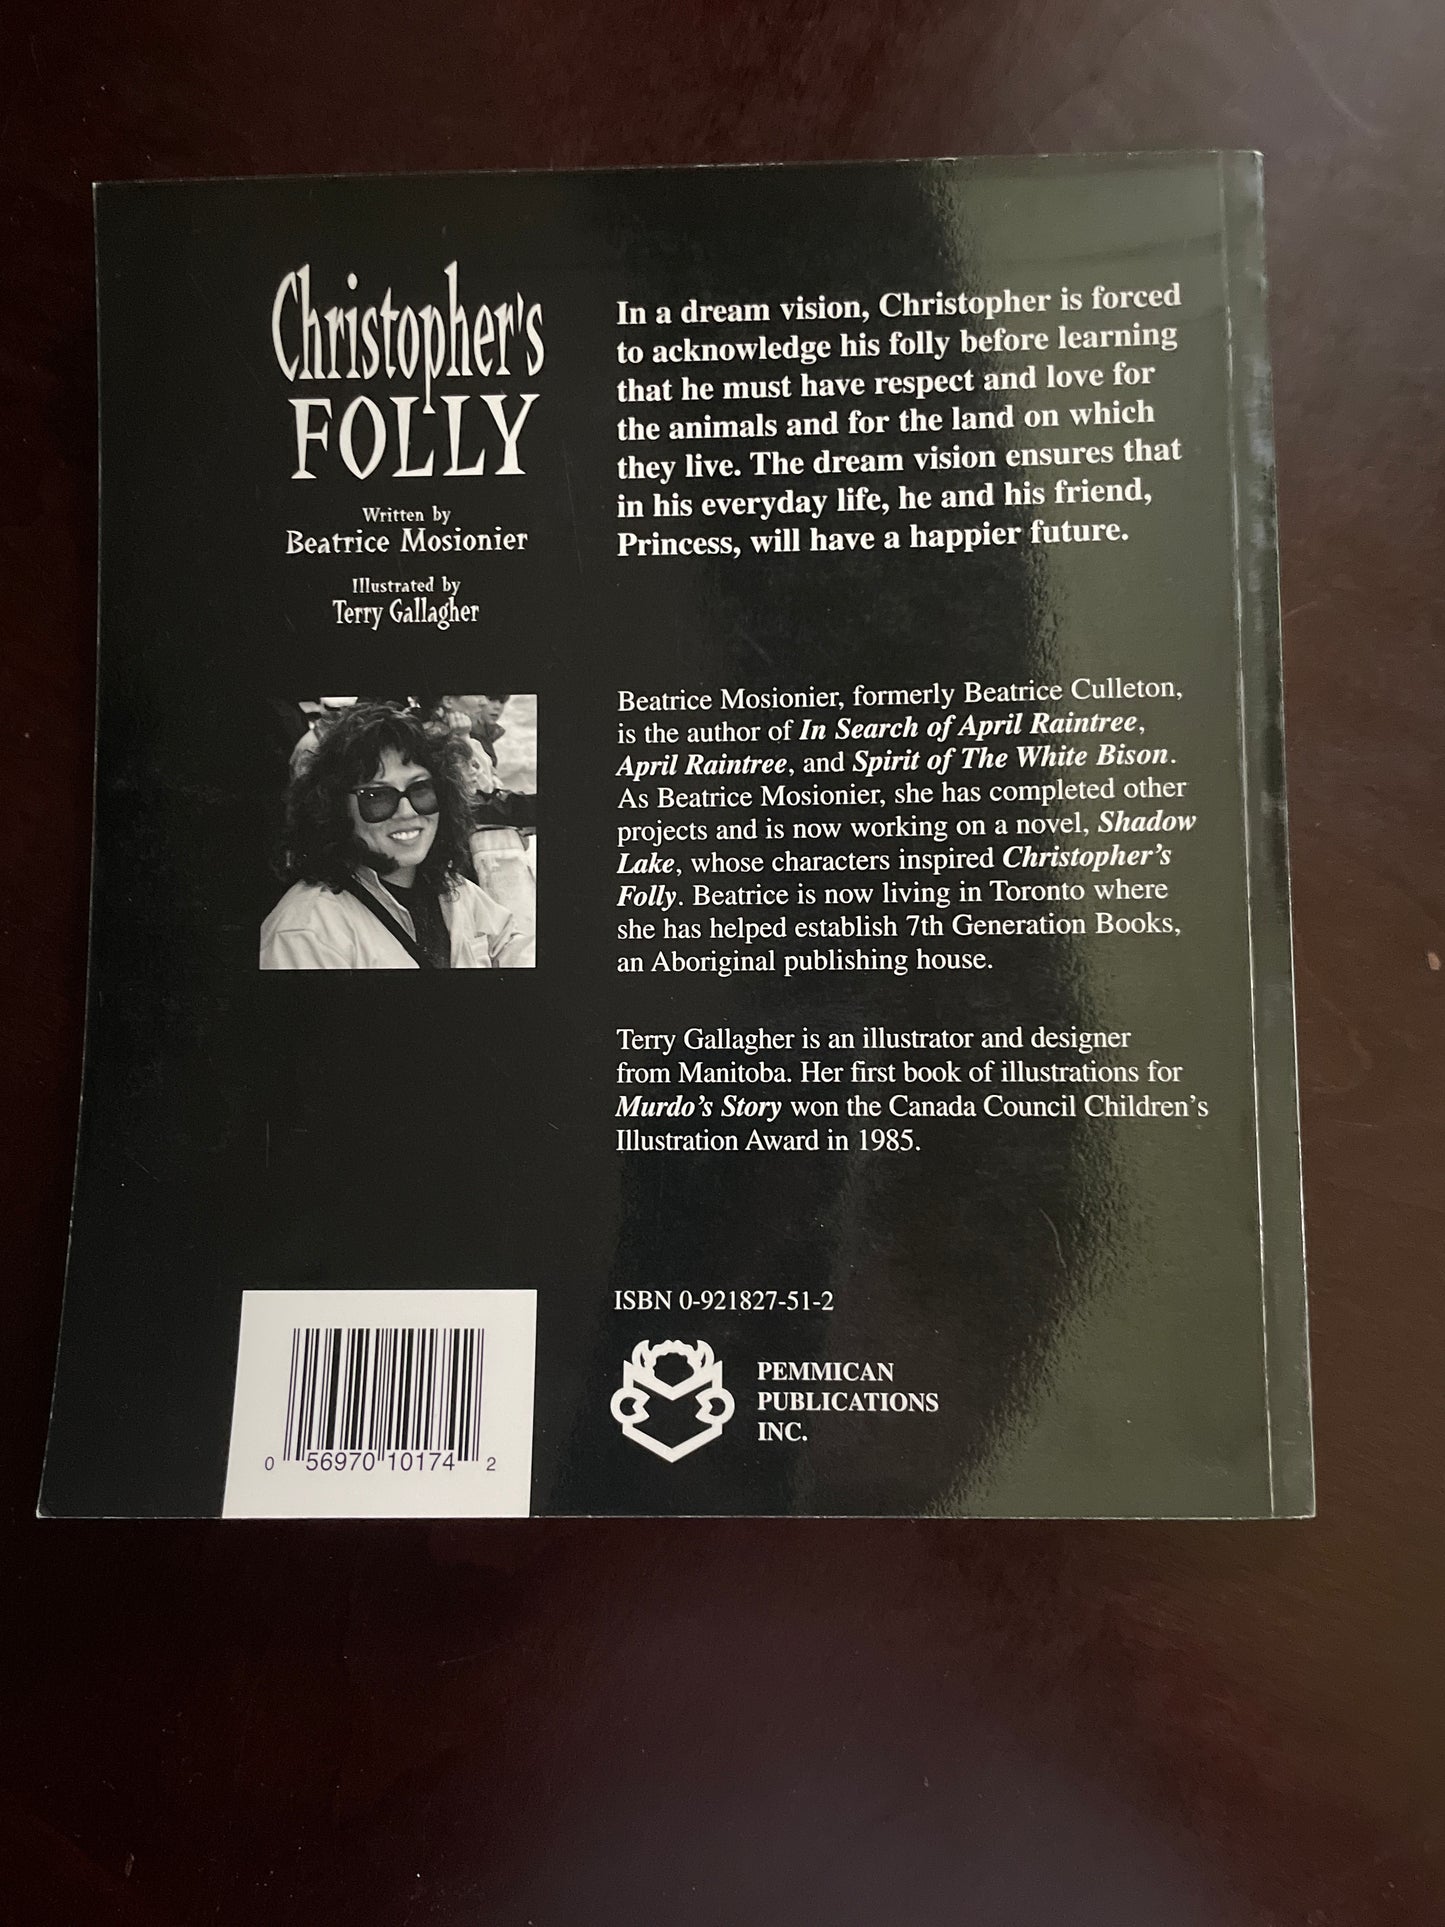 Christopher's
FOLLY
Written by
Beatrice Mosionier
Illustrated by
Terry Gallagher
In a dream vision, Christopher is forced
to acknowledge his folly before learning
that he must have respect and love for
the animals and for the land on which
they live. The dream vision ensures that
in his everyday life, he and his friend,
Princess, will have a happier future.
Beatrice Mosionier, formerly Beatrice Culleton,
is the author of In Search of April Raintree,
April Raintree, and Spirit of The White Bison.
As Beatrice Mosionier, she has completed other
projects and is now working on a novel, Shadow
Lake, whose characters inspired Christopher's
Folly. Beatrice is now living in Toronto where
she has helped establish 7th Generation Books,
an Aboriginal publishing house.
Terry Gallagher is an illustrator and designer
from Manitoba. Her first book of illustrations for
Murdo's Story won the Canada Council Children's
Illustration Award in 1985.
ISBN 0-921827-51-2
PEMMICAN
PUBLICATIONS
INC.
0 56970 10174 2